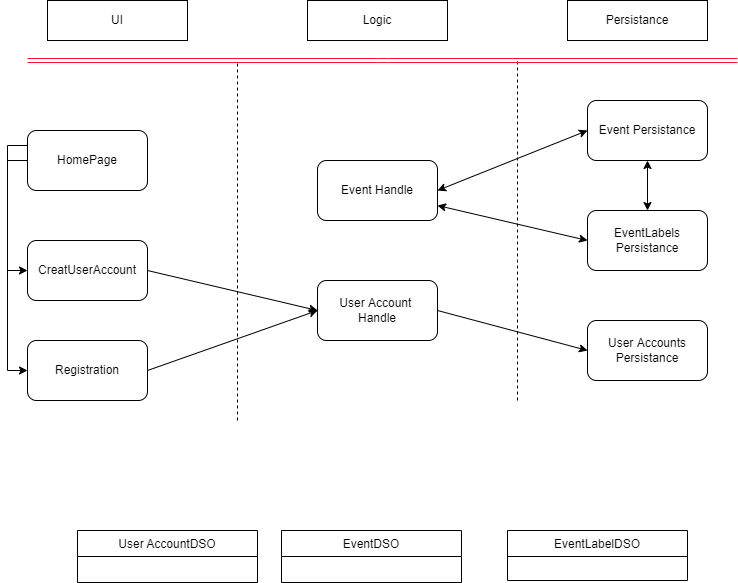 UI
Logic
Persistance
HomePage
CreatUserAccount
Registration
Event Handle
User Account
Handle
Event Persistance
EventLabels
Persistance
User Accounts
Persistance
User AccountDSO
EventDSO
EventLabelDSO